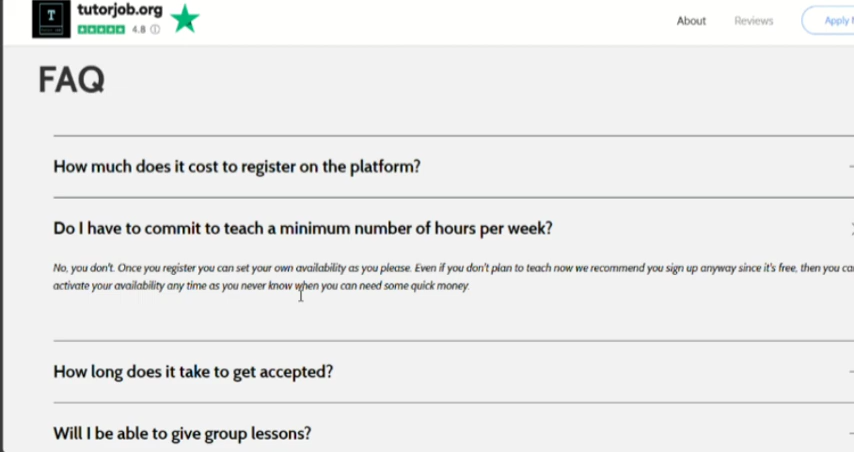 T
tutorjob.org
4.8
About
Reviews
Apply
FAQ
How much does it cost to register on the platform?
Do I have to commit to teach a minimum number of hours per week?
No, you don't. Once you register you can set your own availability as you please. Even if you don't plan to teach now we recommend you sign up anyway since it's free, then you
activate your availability any time as you never know when you can need some quick money.
How long does it take to get accepted?
Will I be able to give group lessons?